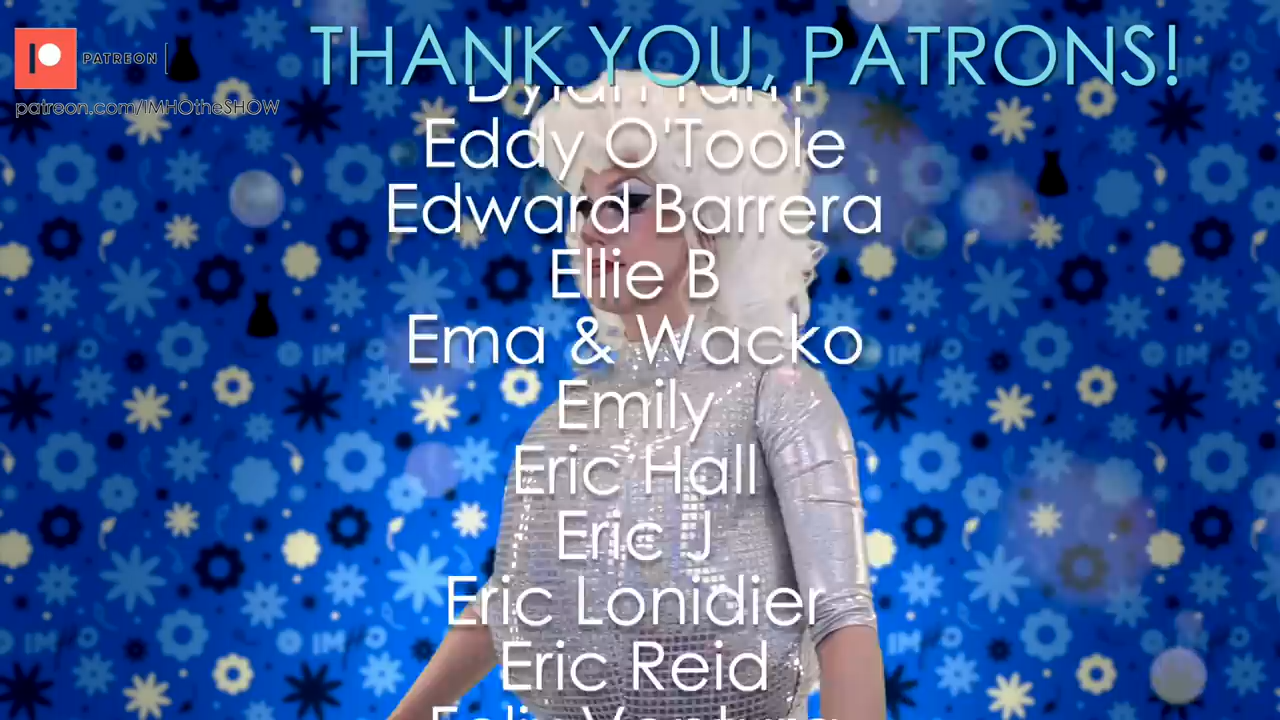 THANK YOU, PATRONS!
PATREON
patreon.com/IMHOtheSHOW
Eddy O'Toole
Edward Barrera
Ellie B
Ema & Wacko
Emily
Eric Hall
Eric J
Eric Lonidier
Eric Reid